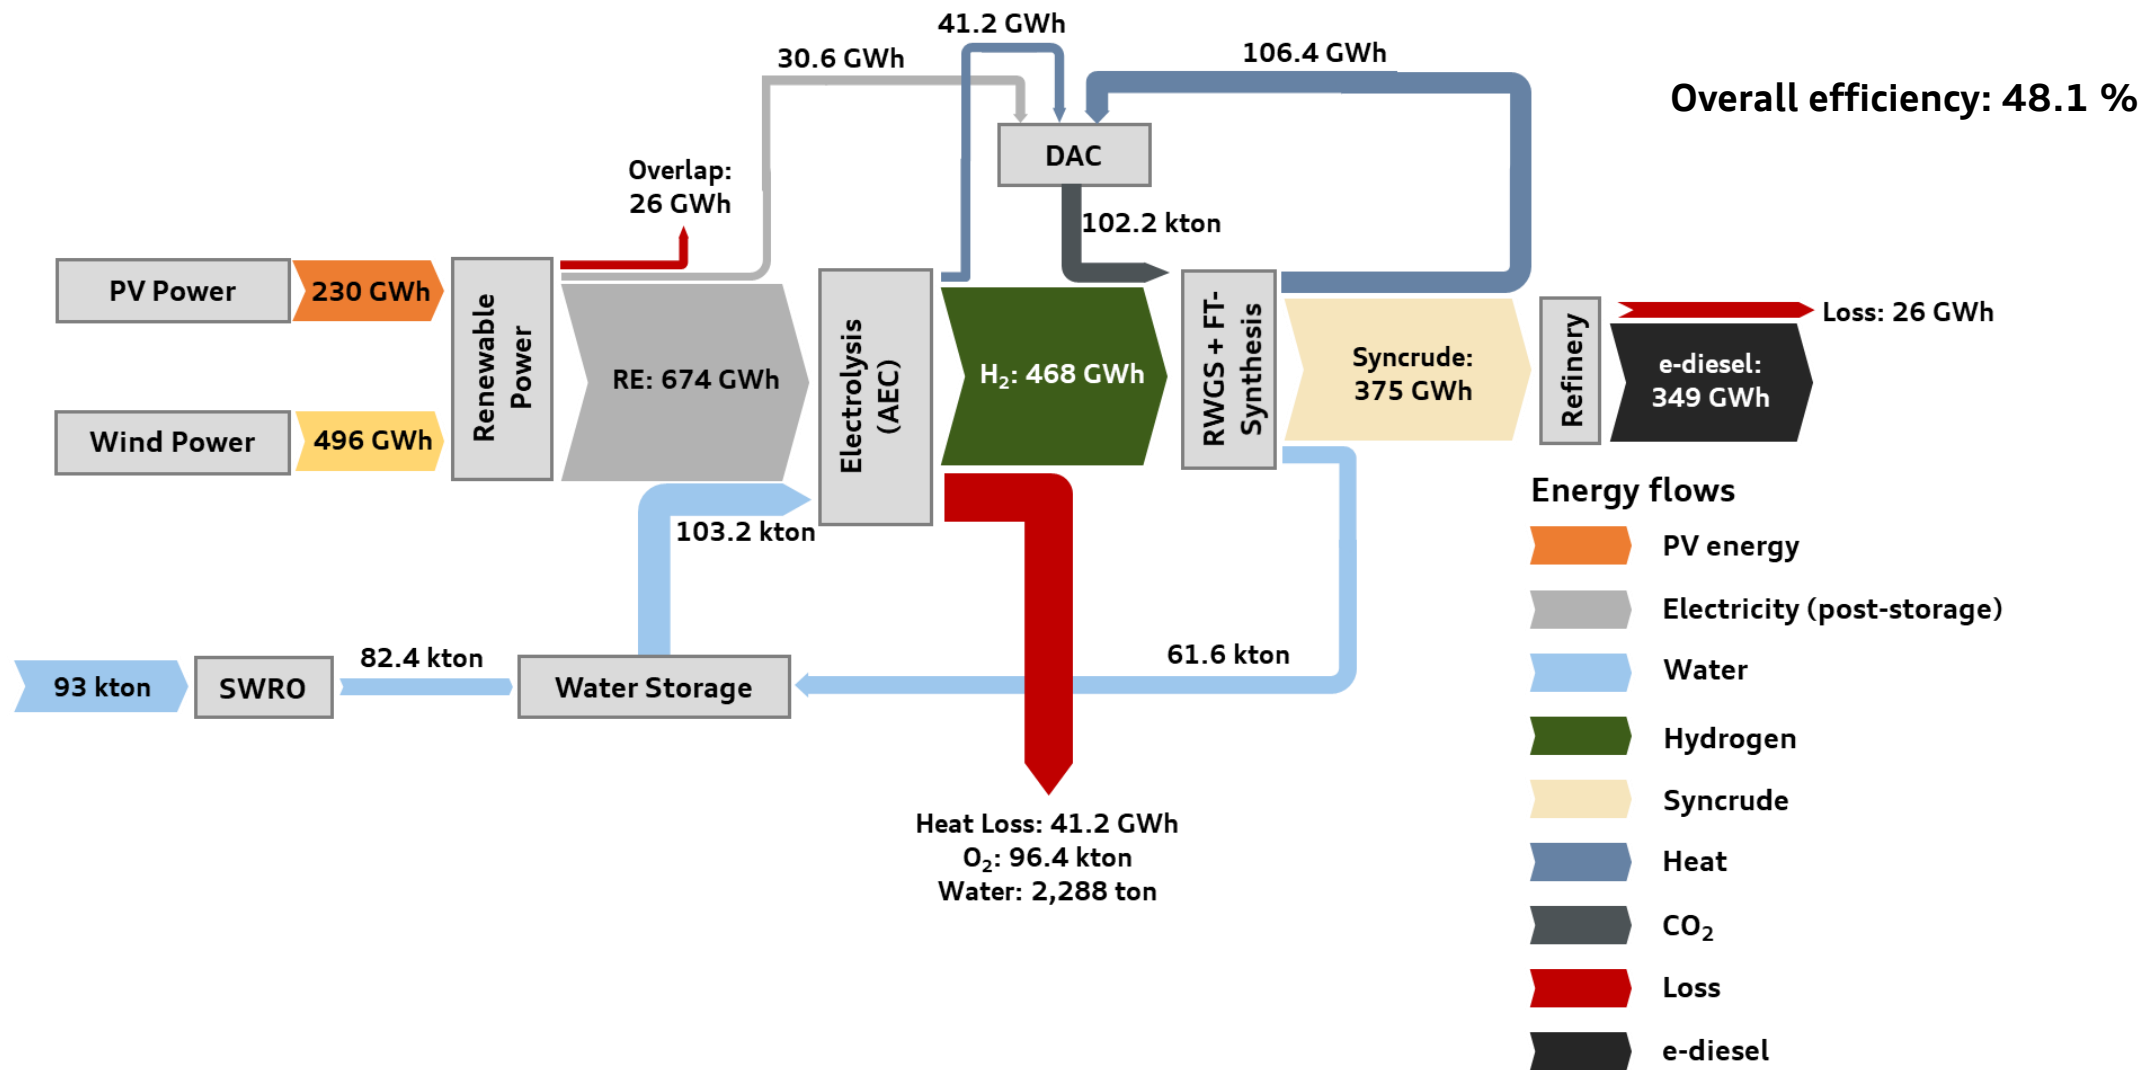 41.2 GWh
30.6 GWh
106.4 GWh
Overall efficiency: 48.1 %
DAC
Overlap:
26 GWh
102.2 kton
PV Power
230 GWh
Renewable
Power
RE: 674 GWh
Electrolysis
(AEC)
H₂: 468 GWh
RWGS + FT-
Synthesis
Syncrude:
375 GWh
Refinery
Loss: 26 GWh
e-diesel:
349 GWh
Wind Power
496 GWh
103.2 kton
93 kton
SWRO
82.4 kton
Water Storage
61.6 kton
Heat Loss: 41.2 GWh
O₂: 96.4 kton
Water: 2,288 ton
Energy flows
PV energy
Electricity (post-storage)
Water
Hydrogen
Syncrude
Heat
CO₂
Loss
e-diesel